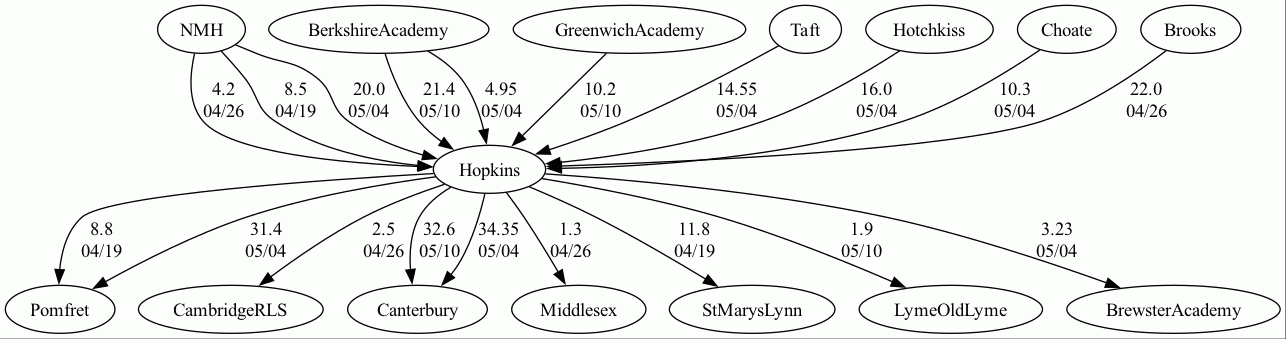 NMH BerkshireAcademy GreenwichAcademy Taft Hotchkiss Choate Brooks
4.2 8.5 20.0 21.4 4.95 10.2 14.55 16.0 10.3 22.0
04/26 04/19 05/04 05/10 05/04 05/10 05/04 05/04 05/04 04/26
Hopkins
8.8 31.4 2.5 32.6 34.35 1.3 11.8 1.9 3.23
04/19 05/04 04/26 05/10 05/04 04/26 04/19 05/10 05/04
Pomfret CambridgeRLS Canterbury Middlesex StMarysLynn LymeOldLyme BrewsterAcademy